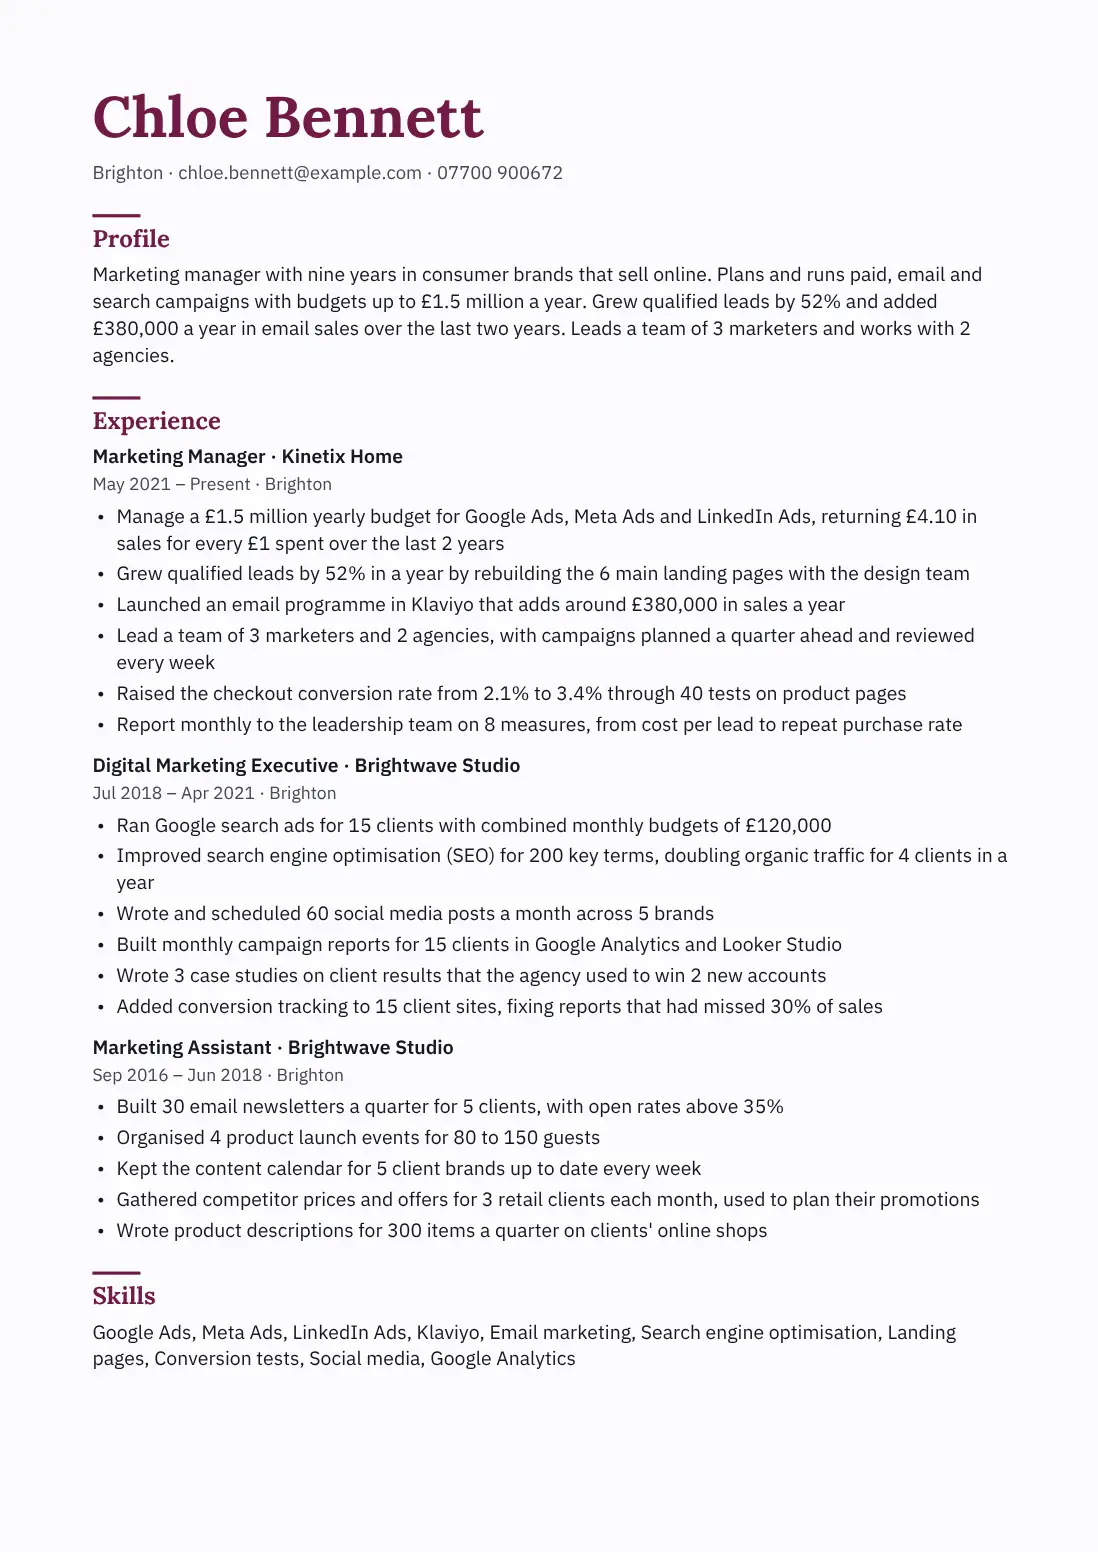 Chloe Bennett
Brighton · chloe.bennett@example.com · 07700 900672
Profile
Marketing manager with nine years in consumer brands that sell online. Plans and runs paid, email and
search campaigns with budgets up to £1.5 million a year. Grew qualified leads by 52% and added
£380,000 a year in email sales over the last two years. Leads a team of 3 marketers and works with 2
agencies.
Experience
Marketing Manager · Kinetix Home
May 2021 – Present · Brighton
• Manage a £1.5 million yearly budget for Google Ads, Meta Ads and LinkedIn Ads, returning £4.10 in
sales for every £1 spent over the last 2 years
• Grew qualified leads by 52% in a year by rebuilding the 6 main landing pages with the design team
• Launched an email programme in Klaviyo that adds around £380,000 in sales a year
• Lead a team of 3 marketers and 2 agencies, with campaigns planned a quarter ahead and reviewed
every week
• Raised the checkout conversion rate from 2.1% to 3.4% through 40 tests on product pages
• Report monthly to the leadership team on 8 measures, from cost per lead to repeat purchase rate
Digital Marketing Executive · Brightwave Studio
Jul 2018 – Apr 2021 · Brighton
• Ran Google search ads for 15 clients with combined monthly budgets of £120,000
• Improved search engine optimisation (SEO) for 200 key terms, doubling organic traffic for 4 clients in a
year
• Wrote and scheduled 60 social media posts a month across 5 brands
• Built monthly campaign reports for 15 clients in Google Analytics and Looker Studio
• Wrote 3 case studies on client results that the agency used to win 2 new accounts
• Added conversion tracking to 15 client sites, fixing reports that had missed 30% of sales
Marketing Assistant · Brightwave Studio
Sep 2016 – Jun 2018 · Brighton
• Built 30 email newsletters a quarter for 5 clients, with open rates above 35%
• Organised 4 product launch events for 80 to 150 guests
• Kept the content calendar for 5 client brands up to date every week
• Gathered competitor prices and offers for 3 retail clients each month, used to plan their promotions
• Wrote product descriptions for 300 items a quarter on clients' online shops
Skills
Google Ads, Meta Ads, LinkedIn Ads, Klaviyo, Email marketing, Search engine optimisation, Landing
pages, Conversion tests, Social media, Google Analytics